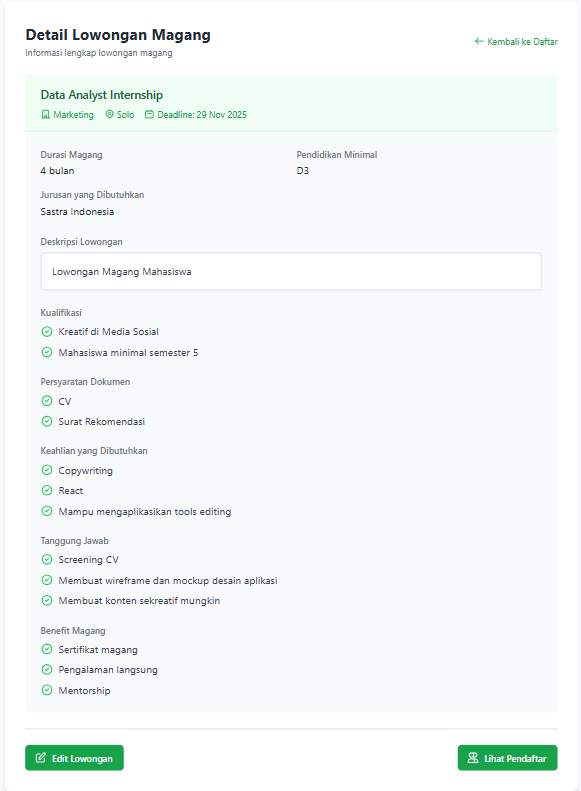 Detail Lowongan Magang
Informasi lengkap lowongan magang
← Kembali ke Daftar
Data Analyst Internship
Marketing Solo Deadline: 29 Nov 2025
Durasi Magang
4 bulan
Pendidikan Minimal
D3
Jurusan yang Dibutuhkan
Sastra Indonesia
Deskripsi Lowongan
Lowongan Magang Mahasiswa
Kualifikasi
Kreatif di Media Sosial
Mahasiswa minimal semester 5
Persyaratan Dokumen
CV
Surat Rekomendasi
Keahlian yang Dibutuhkan
Copywriting
React
Mampu mengaplikasikan tools editing
Tanggung Jawab
Screening CV
Membuat wireframe dan mockup desain aplikasi
Membuat konten sekreatif mungkin
Benefit Magang
Sertifikat magang
Pengalaman langsung
Mentorship
Edit Lowongan
Lihat Pendaftar